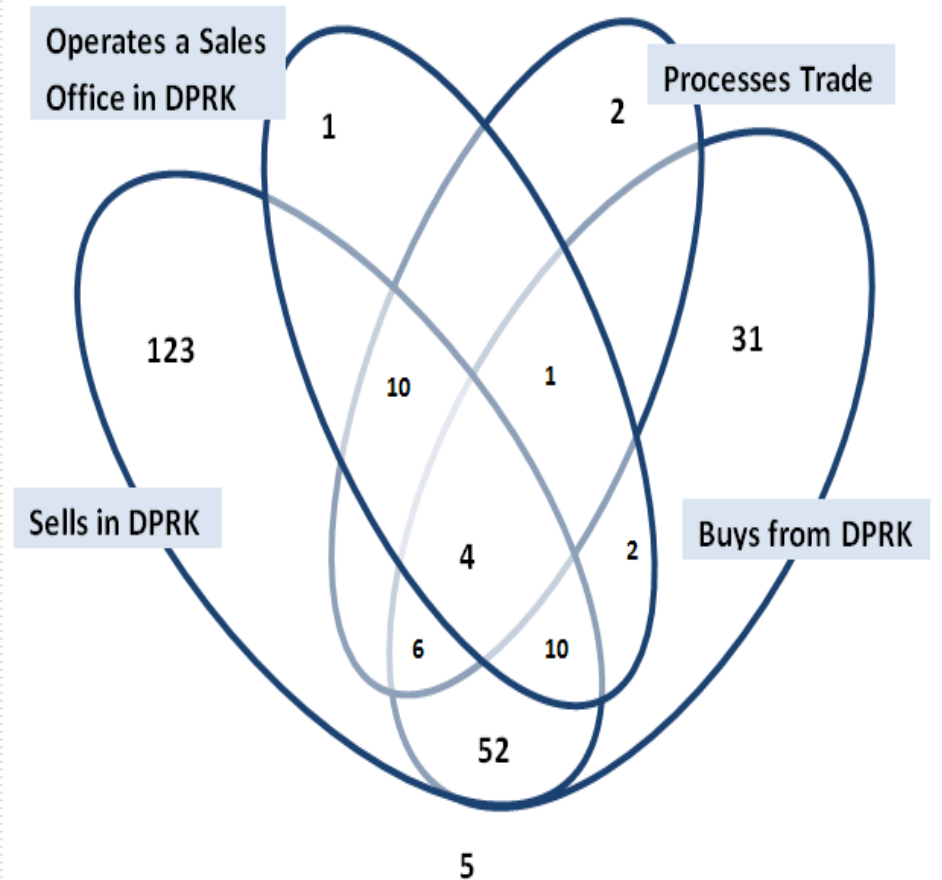 Operates a Sales
Office in DPRK
Processes Trade
1
2
123
31
10
1
Sells in DPRK
Buys from DPRK
4
2
6
10
52
5